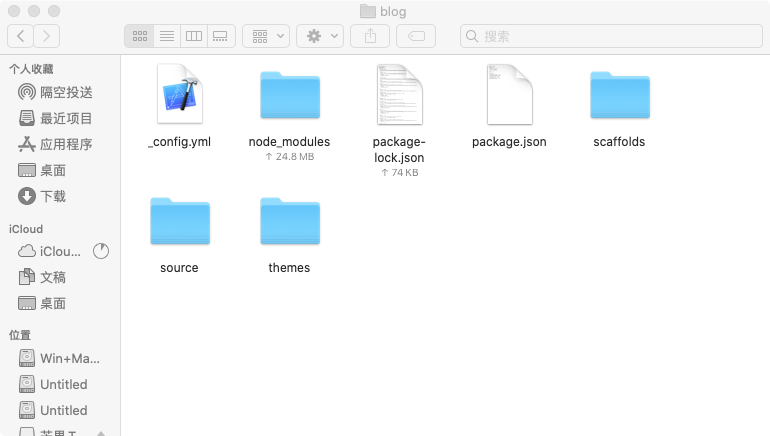 blog
搜索
个人收藏
隔空投送
最近项目
应用程序
桌面
下载
iCloud
iClou...
文稿
桌面
位置
Win+Ma...
Untitled
Untitled
_config.yml
node_modules
↑ 24.8 MB
package-
lock.json
↑ 74 KB
package.json
scaffolds
source
themes